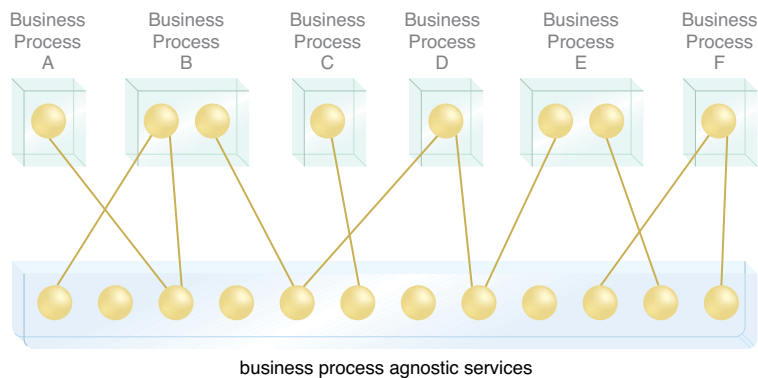 Business
Process
A
Business
Process
B
Business
Process
C
Business
Process
D
Business
Process
E
Business
Process
F
business process agnostic services